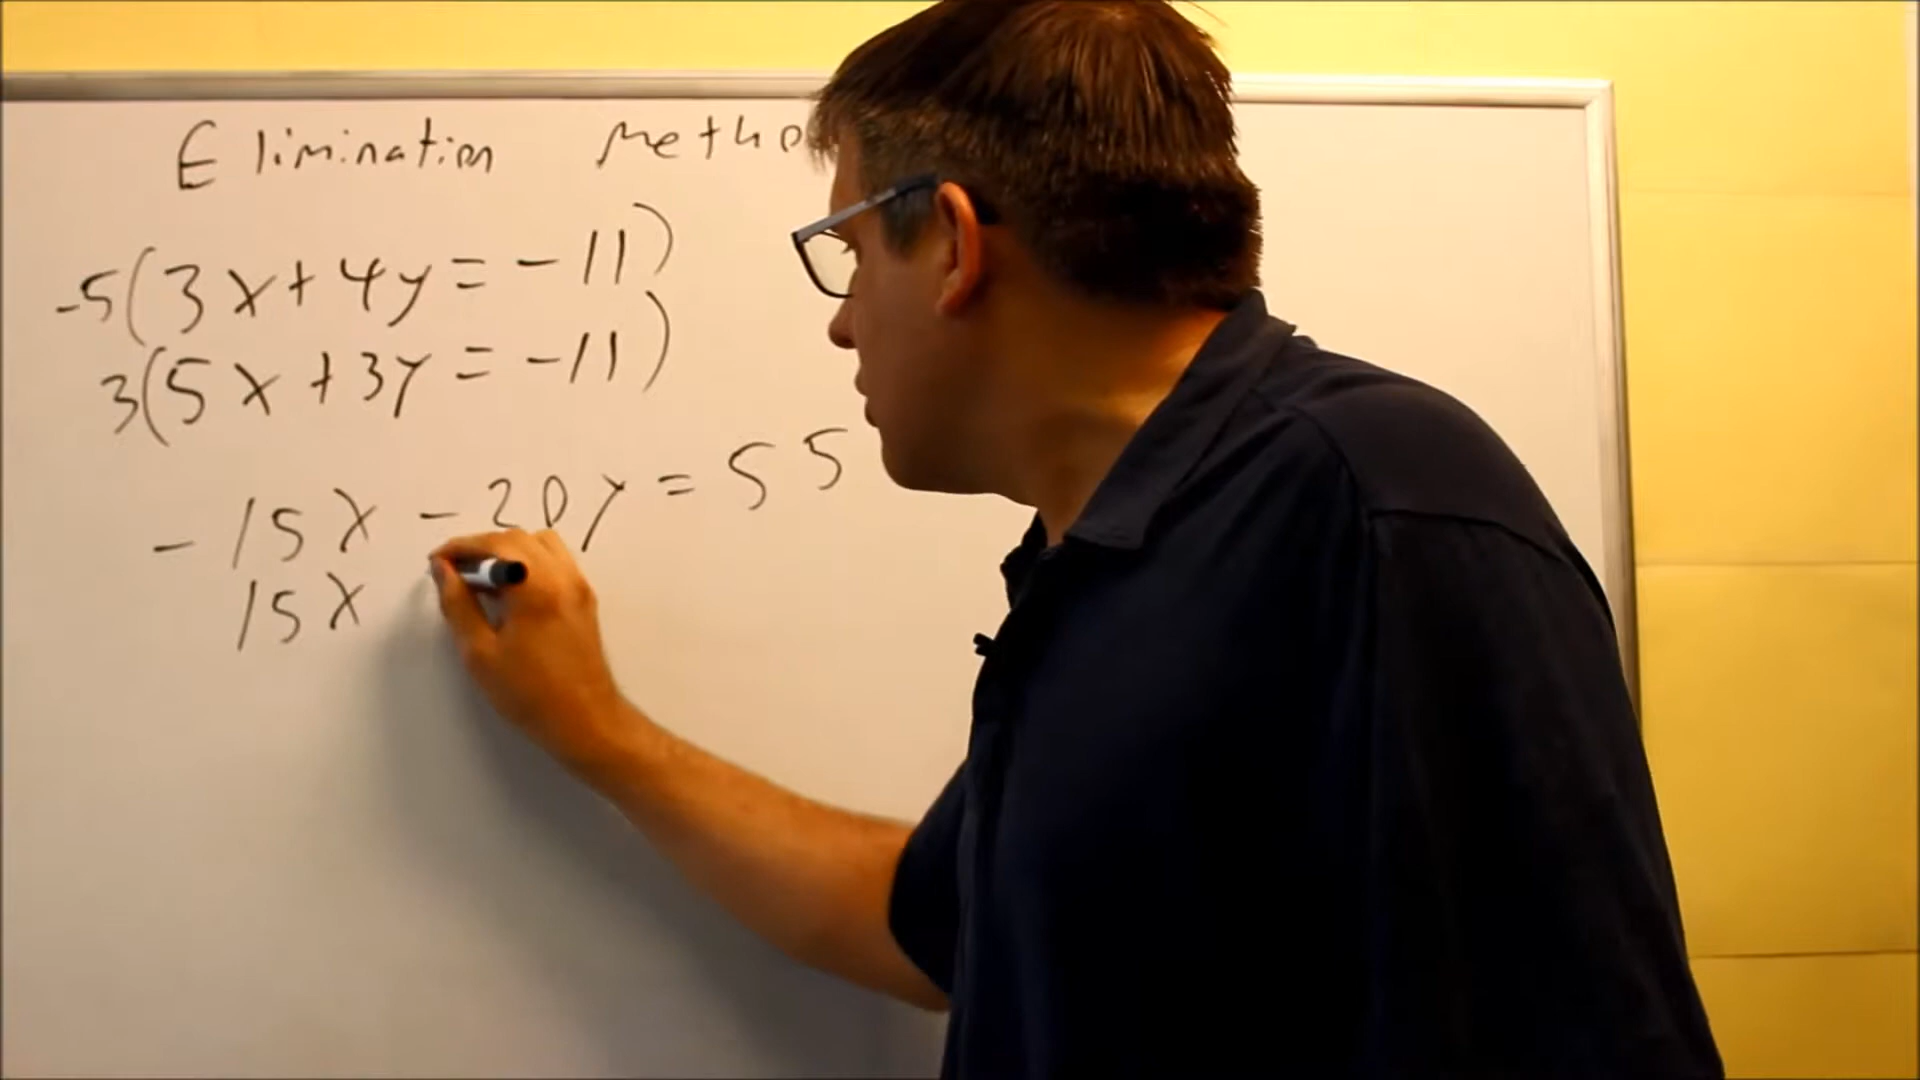 Elimination Metho
-5(3x+4y=-11)
3(5x+3y=-11)
-15x-20y=55
15x